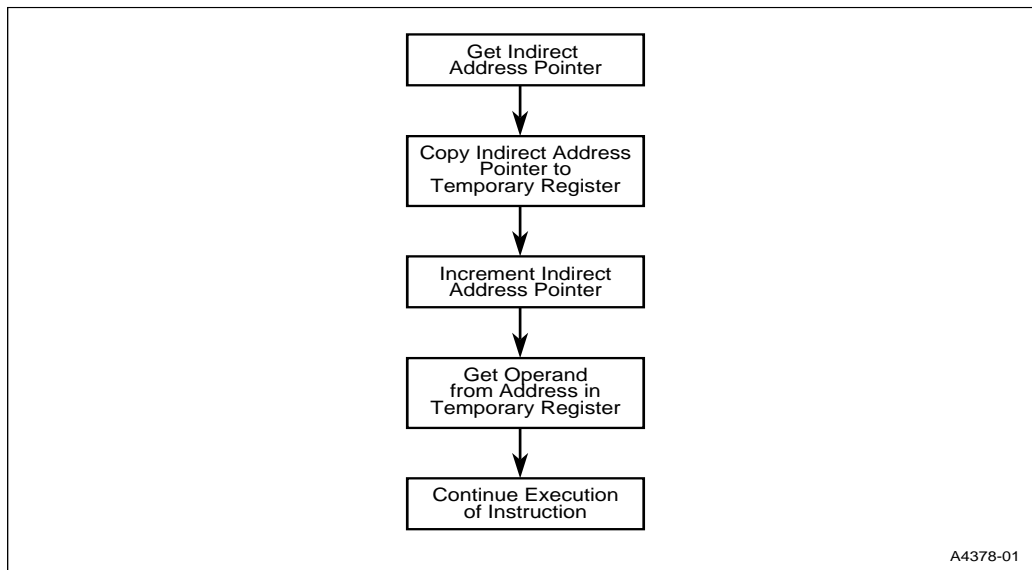 Get Indirect
Address Pointer
Copy Indirect Address
Pointer to
Temporary Register
Increment Indirect
Address Pointer
Get Operand
from Address in
Temporary Register
Continue Execution
of Instruction
A4378-01